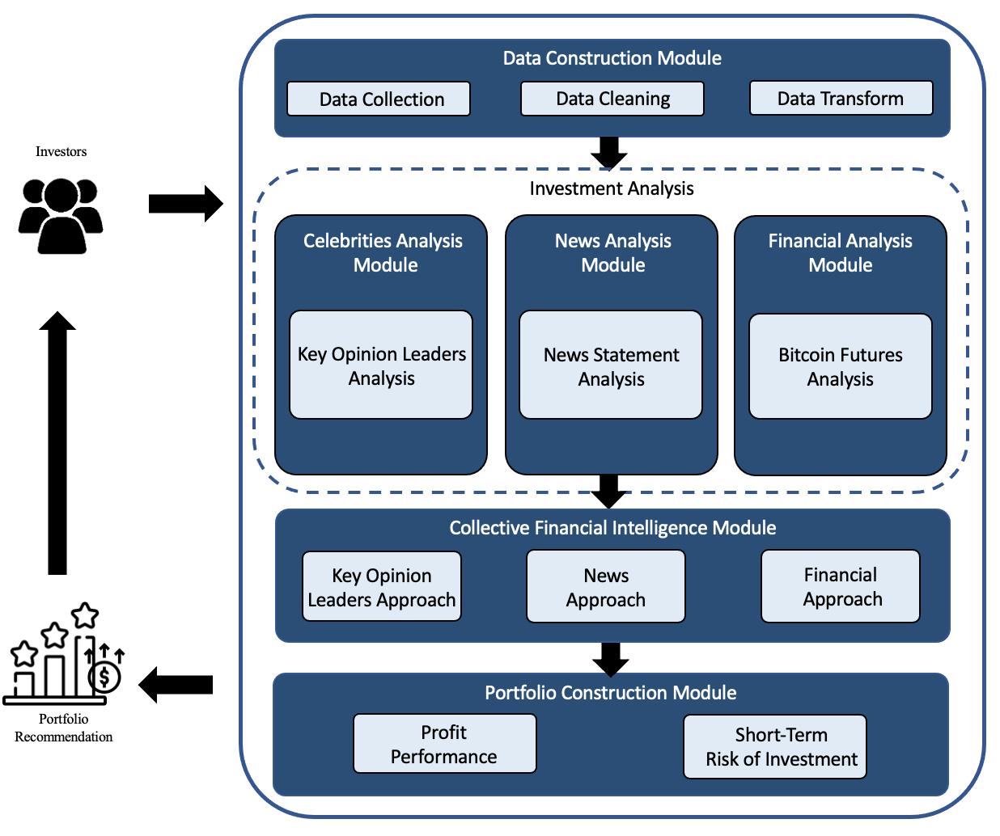 Data Construction Module
Data Collection
Data Cleaning
Data Transform
Investors
Investment Analysis
Celebrities Analysis
Module
Key Opinion Leaders
Analysis
News Analysis
Module
News Statement
Analysis
Financial Analysis
Module
Bitcoin Futures
Analysis
Collective Financial Intelligence Module
Key Opinion
Leaders Approach
News
Approach
Financial
Approach
Portfolio Construction Module
Profit
Performance
Short-Term
Risk of Investment
$
Portfolio
Recommendation